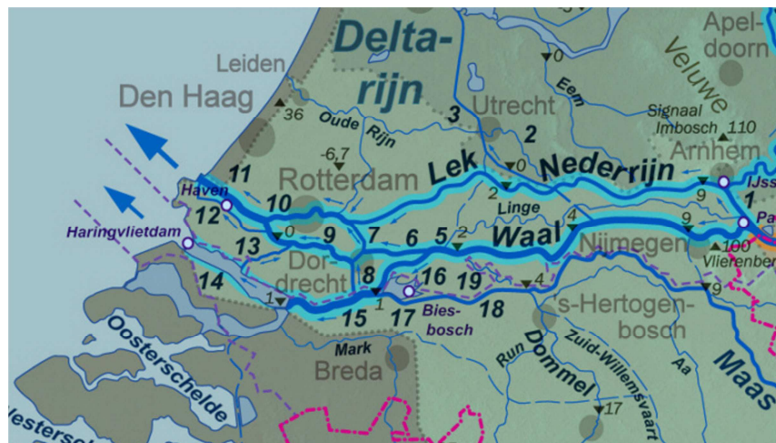 Delta-
rijn
Apel-
doorn
Veluwe
Leiden
0
Eem
Den Haag
36
Oude Rijn
3
Utrecht
2
Signaal
Imbosch
110
Arnhem
-6,7
0
11
Lek
Nederrijn
Haven
10
Rotterdam
2
9
1
12
Linge
Haringvlietdam
13
0
9
7
6
5
2
Waal
4
9
Nijmegen
100
Vlierenber
Dor-
drecht
8
14
1
16
19
4
9
1
15
17
Bies-
bosch
18
s-Hertogen-
bosch
Oosterschelde
Mark
Breda
Run
Dommel
Zuid-Willemsvaart
Aa
Maas
17